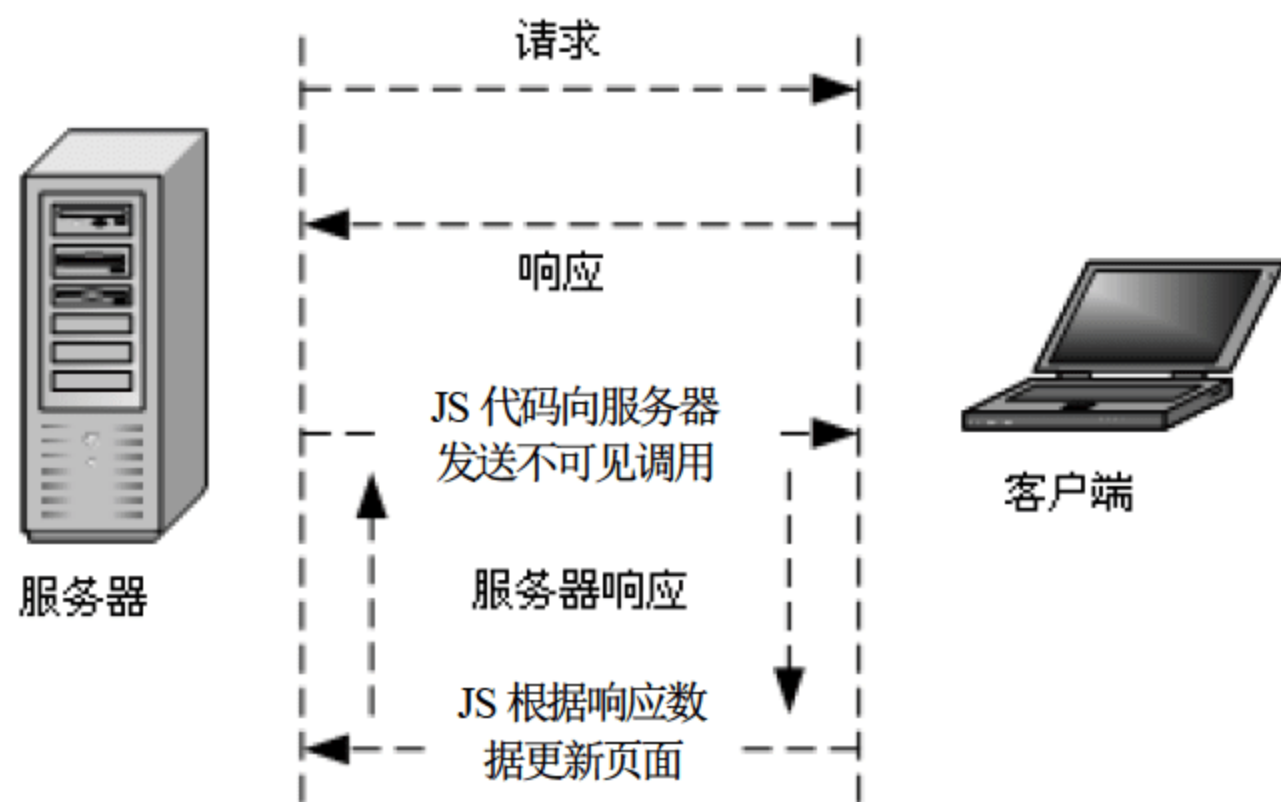 请求
响应
JS 代码向服务器
发送不可见调用
客户端
服务器
服务器响应
JS 根据响应数
据更新页面